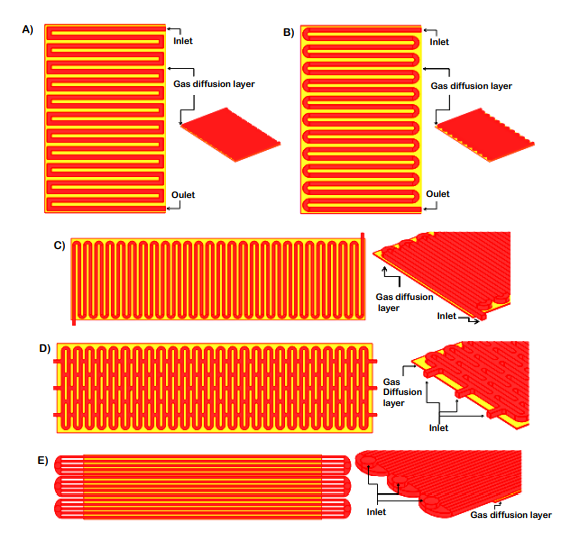 A)
Inlet
Gas diffusion layer
Oulet
B)
Inlet
Gas diffusion layer
Oulet
C)
Gas diffusion
layer
Inlet
D)
Gas
Diffusion
layer
Inlet
E)
Inlet
Gas diffusion layer